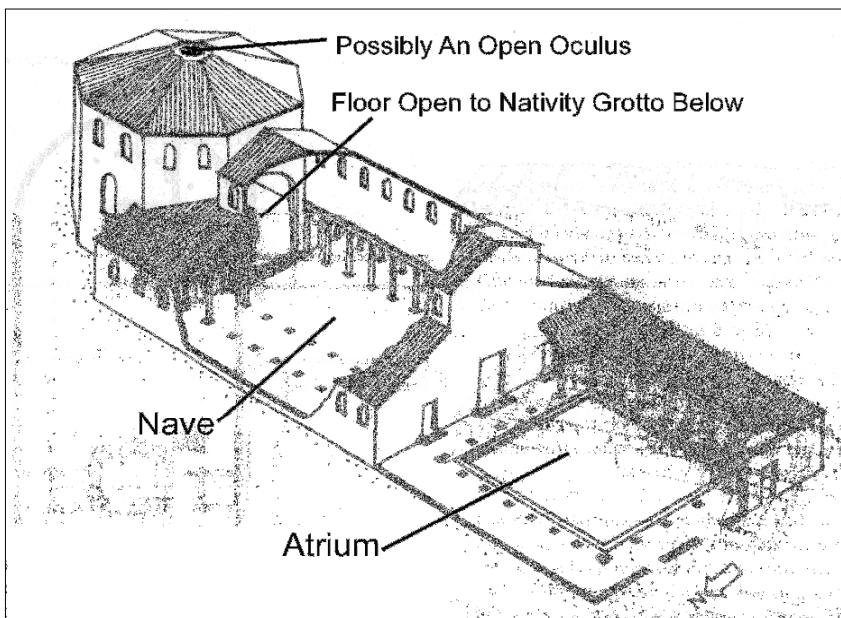 Possibly An Open Oculus
Floor Open to Nativity Grotto Below
Nave
Atrium
N